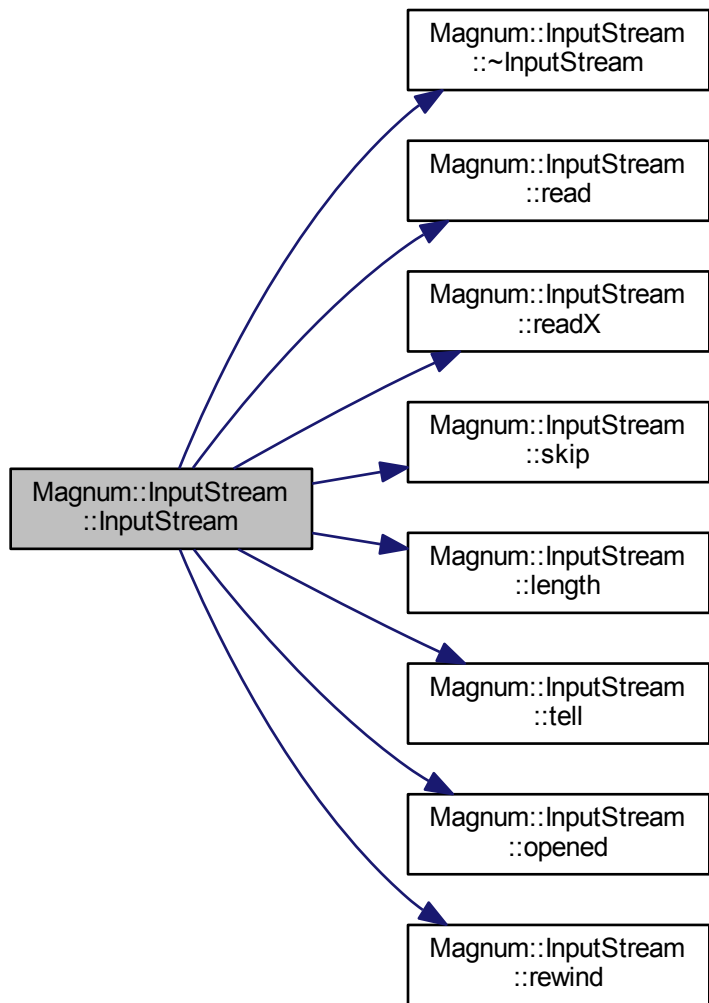 Magnum::InputStream
::~InputStream
Magnum::InputStream
::read
Magnum::InputStream
::readX
Magnum::InputStream
::skip
Magnum::InputStream
::InputStream
Magnum::InputStream
::length
Magnum::InputStream
::tell
Magnum::InputStream
::opened
Magnum::InputStream
::rewind